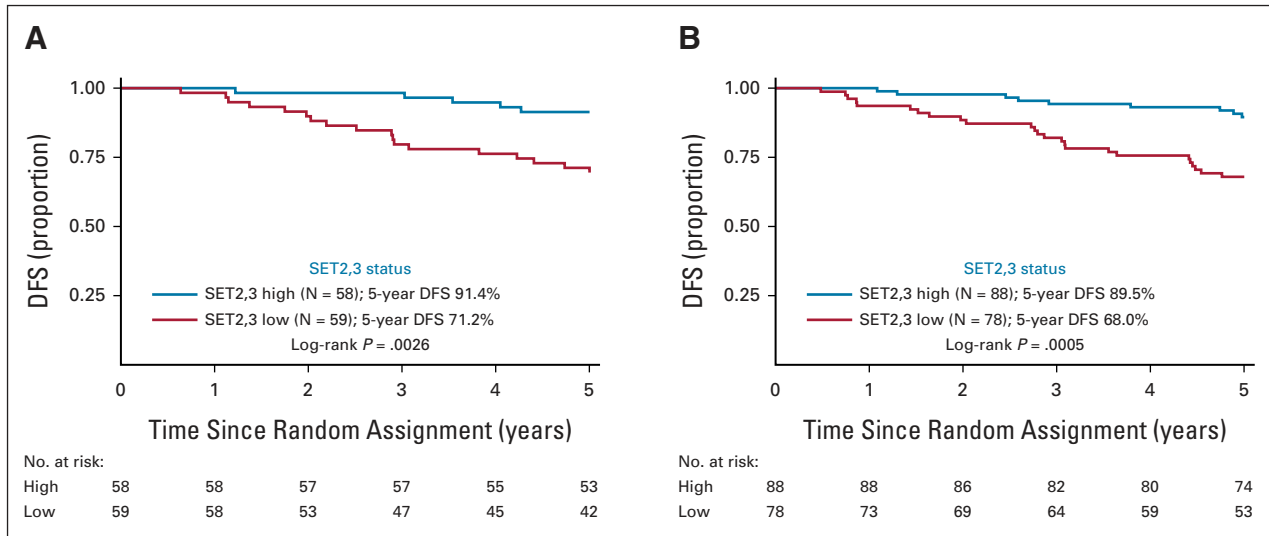 A
1.00
0.75
0.50
0.25
DFS (proportion)
SET2,3 status
SET2,3 high (N = 58); 5-year DFS 91.4%
SET2,3 low (N = 59); 5-year DFS 71.2%
Log-rank P = .0026
0 1 2 3 4 5
Time Since Random Assignment (years)
No. at risk:
High 58 58 57 57 55 53
Low 59 58 53 47 45 42
B
1.00
0.75
0.50
0.25
DFS (proportion)
SET2,3 status
SET2,3 high (N = 88); 5-year DFS 89.5%
SET2,3 low (N = 78); 5-year DFS 68.0%
Log-rank P = .0005
0 1 2 3 4 5
Time Since Random Assignment (years)
No. at risk:
High 88 88 86 82 80 74
Low 78 73 69 64 59 53